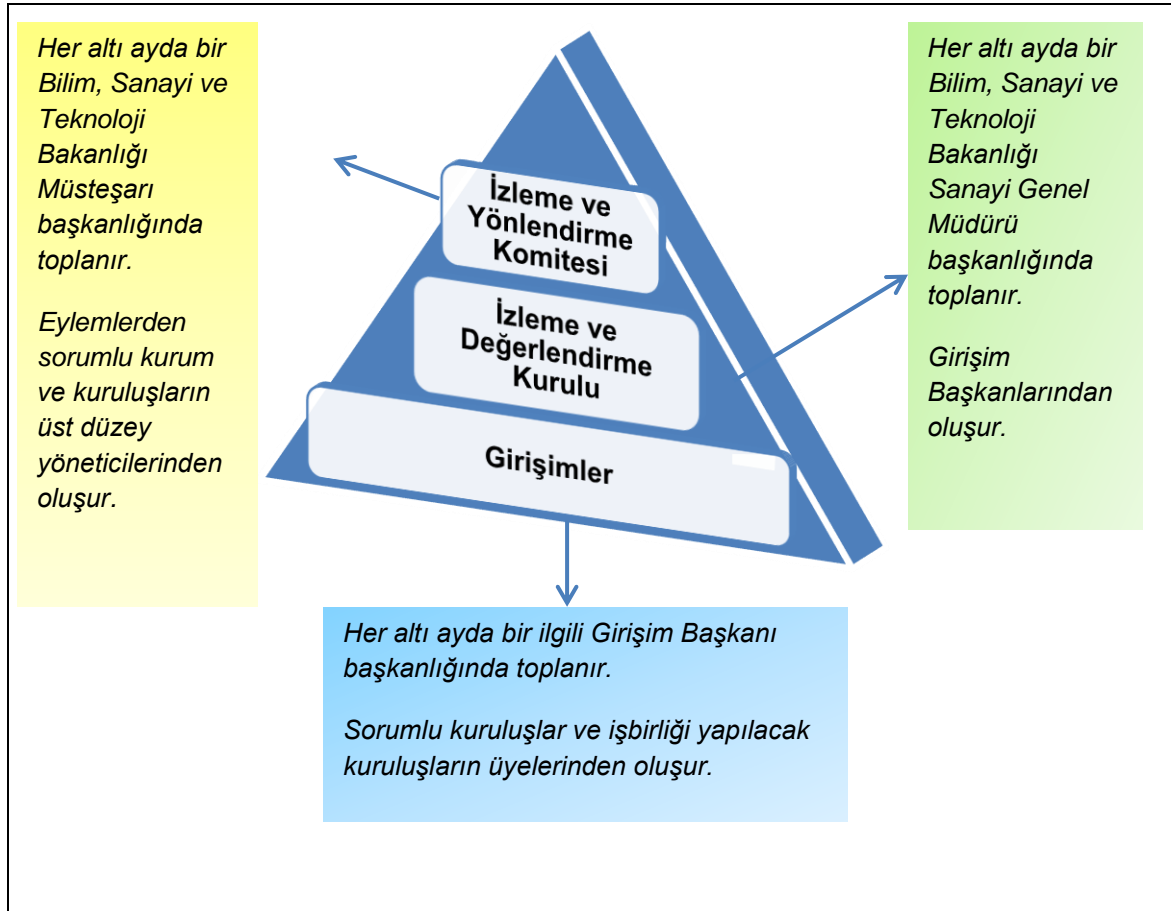 Her altı ayda bir
Bilim, Sanayi ve
Teknoloji
Bakanlığı
Müsteşarı
başkanlığında
toplanır.
Eylemlerden
sorumlu kurum
ve kuruluşların
üst düzey
yöneticilerinden
oluşur.
İzleme ve
Yönlendirme
Komitesi
İzleme ve
Değerlendirme
Kurulu
Girişimler
Her altı ayda bir
Bilim, Sanayi ve
Teknoloji
Bakanlığı
Sanayi Genel
Müdürü
başkanlığında
toplanır.
Girişim
Başkanlarından
oluşur.
Her altı ayda bir ilgili Girişim Başkanı
başkanlığında toplanır.
Sorumlu kuruluşlar ve işbirliği yapılacak
kuruluşların üyelerinden oluşur.